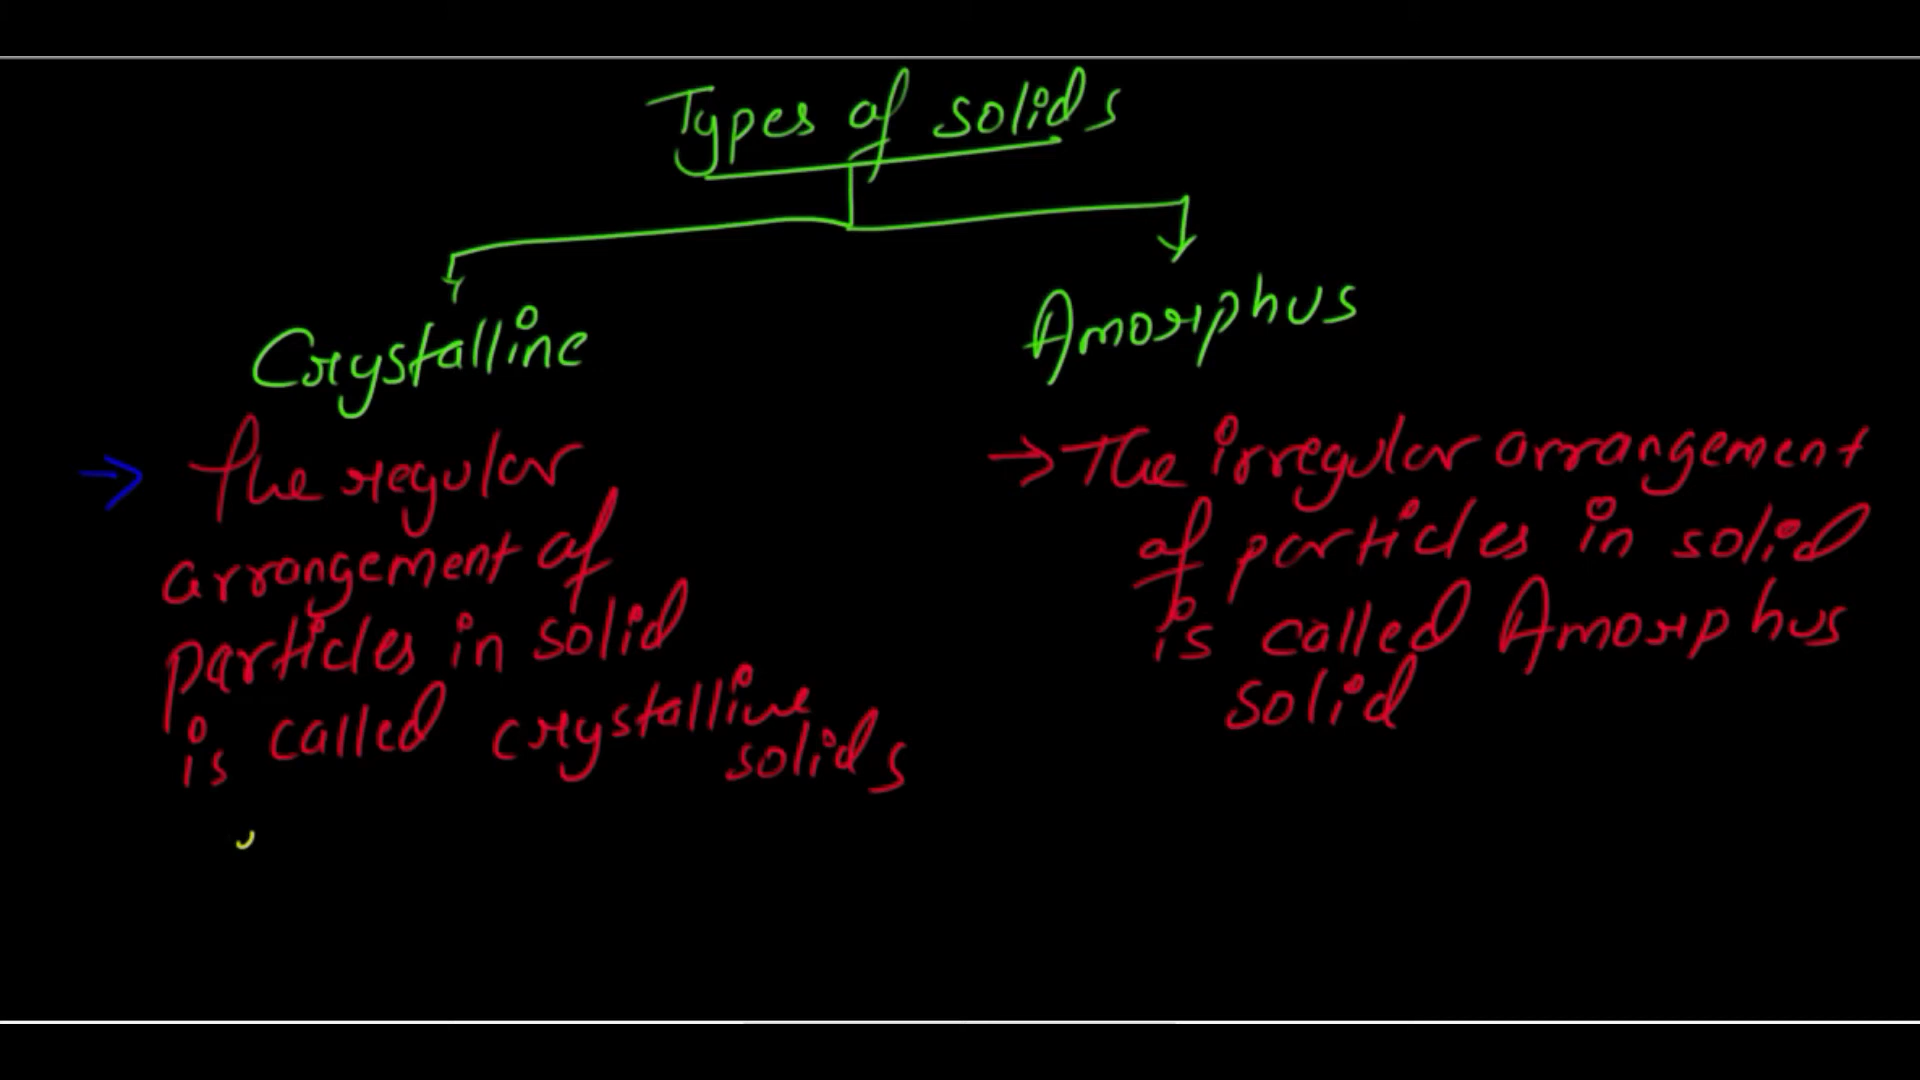 Types of solids
Crystalline
Amorphus
→ The regular
arrangement of
particles in solid
is called crystalline
solids
→ The irregular arrangement
of particles in solid
is called Amorphus
solid